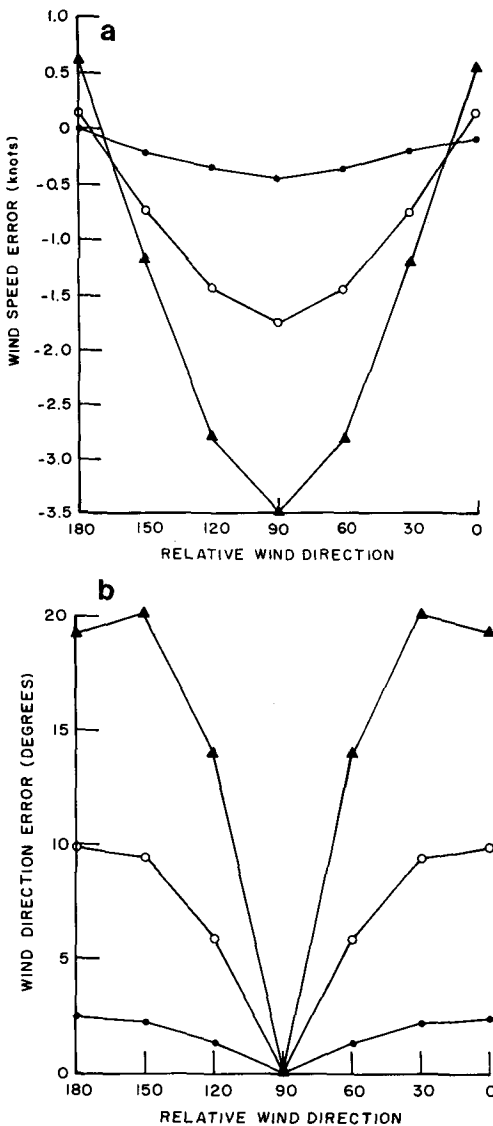 a
1.0
0.5
0
-0.5
-1.0
-1.5
-2.0
-2.5
-3.0
-3.5
WIND SPEED ERROR (knots)
180 150 120 90 60 30 0
RELATIVE WIND DIRECTION
b
20
15
10
5
0
WIND DIRECTION ERROR (DEGREES)
180 150 120 90 60 30 0
RELATIVE WIND DIRECTION